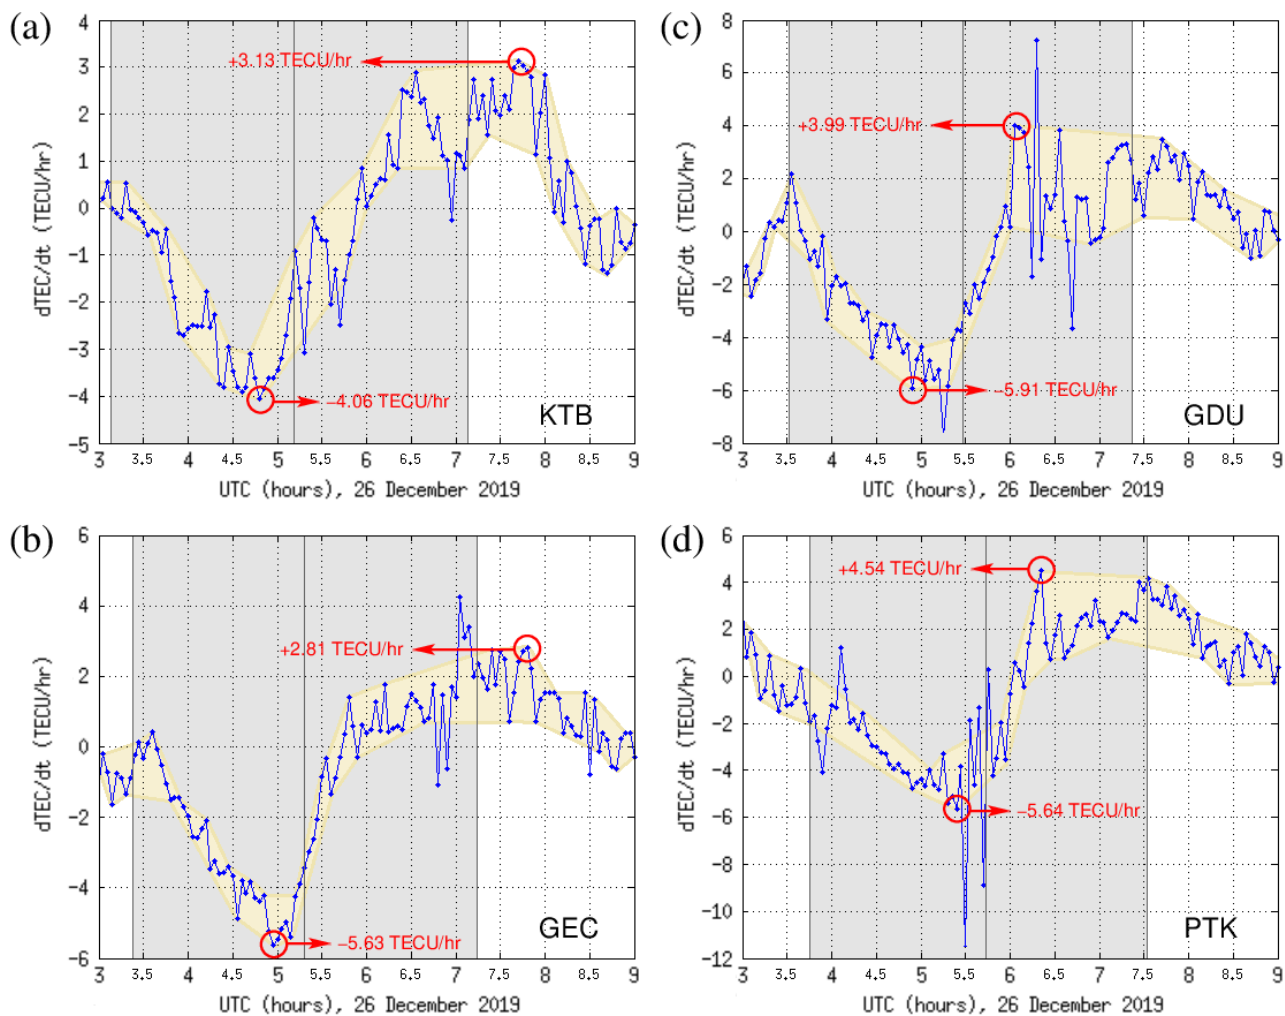 (a)
4
3
2
1
0
−1
−2
−3
−4
−5
dTEC/dt (TECU/hr)
+3.13 TECU/hr
−4.06 TECU/hr
KTB
3 3.5 4 4.5 5 5.5 6 6.5 7 7.5 8 8.5 9
UTC (hours), 26 December 2019
(c)
8
6
4
2
0
−2
−4
−6
−8
dTEC/dt (TECU/hr)
+3.99 TECU/hr
−5.91 TECU/hr
GDU
3 3.5 4 4.5 5 5.5 6 6.5 7 7.5 8 8.5 9
UTC (hours), 26 December 2019
(b)
6
4
2
0
−2
−4
−6
dTEC/dt (TECU/hr)
+2.81 TECU/hr
−5.63 TECU/hr
GEC
3 3.5 4 4.5 5 5.5 6 6.5 7 7.5 8 8.5 9
UTC (hours), 26 December 2019
(d)
6
4
2
0
−2
−4
−6
−8
−10
−12
dTEC/dt (TECU/hr)
+4.54 TECU/hr
−5.64 TECU/hr
PTK
3 3.5 4 4.5 5 5.5 6 6.5 7 7.5 8 8.5 9
UTC (hours), 26 December 2019